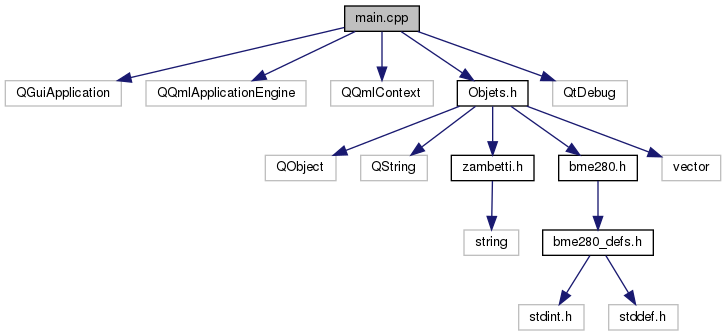 main.cpp
QGuiApplication
QQmlApplicationEngine
QQmlContext
Objets.h
QtDebug
QObject
QString
zambetti.h
bme280.h
vector
string
bme280_defs.h
stdint.h
stddef.h